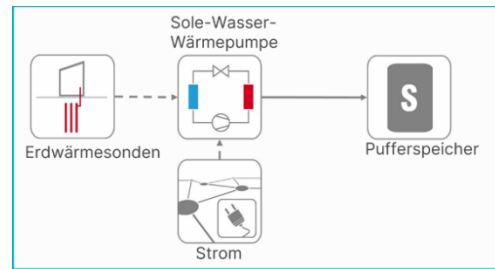 Sole-Wasser-
Wärmepumpe
S
Erdwärmesonden
Pufferspeicher
Strom